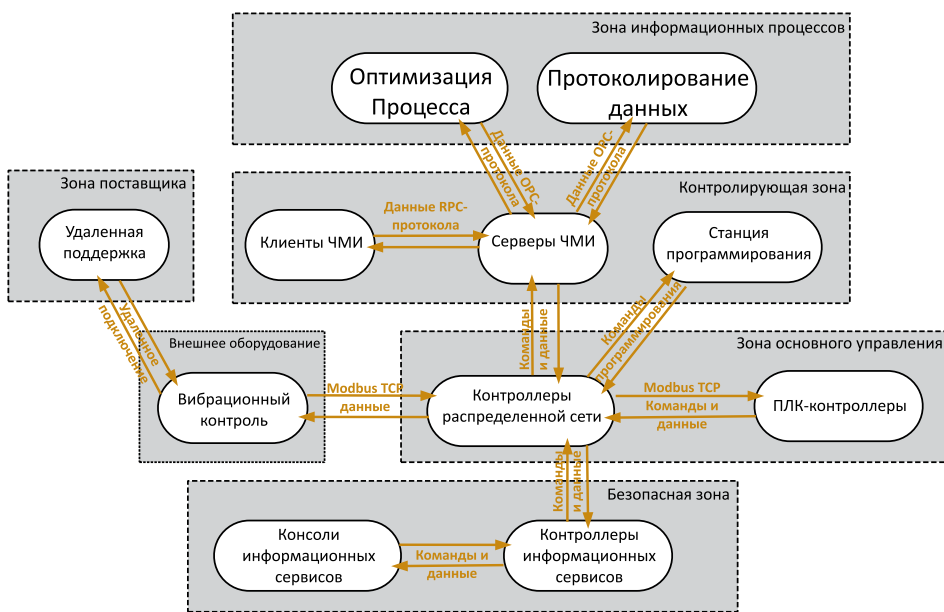 Зона информационных процессов
Оптимизация
Процесса
Протоколирование
данных
Данные OPC-
протокола
Данные OPC-
протокола
Зона поставщика
Удаленная
поддержка
Контролирующая зона
Клиенты ЧМИ
Данные RPC-
протокола
Серверы ЧМИ
Станция
программирования
Удаленное
подключение
Команды
и данные
Команды
программирования
Внешнее оборудование
Вибрационный
контроль
Modbus TCP
данные
Зона основного управления
Контроллеры
распределенной сети
Modbus TCP
Команды и
данные
ПЛК-контроллеры
Команды
и данные
Безопасная зона
Консоли
информационных
сервисов
Команды и
данные
Контроллеры
информационных
сервисов